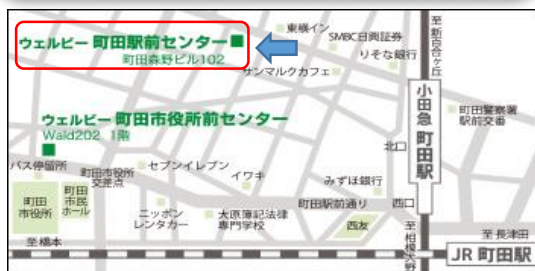 ウェルビー 町田駅前センター
町田森野ビル102
東横イン
SMBC日興証券
りそな銀行
サンマルクカフェ
至新百合ヶ丘
小田急 町田駅
町田警察署
駅前交番
ウェルビー 町田市役所前センター
Wald202 1階
北口
バス停留所
町田市役所
交差点
セブンイレブン
イワキ
みずほ銀行
町田
市役所
町田
市民
ホール
ニッポン
レンタカー
大原簿記法律
専門学校
町田駅前通り
西口
西友
至橋本
至相模大野
至長津田
JR 町田駅